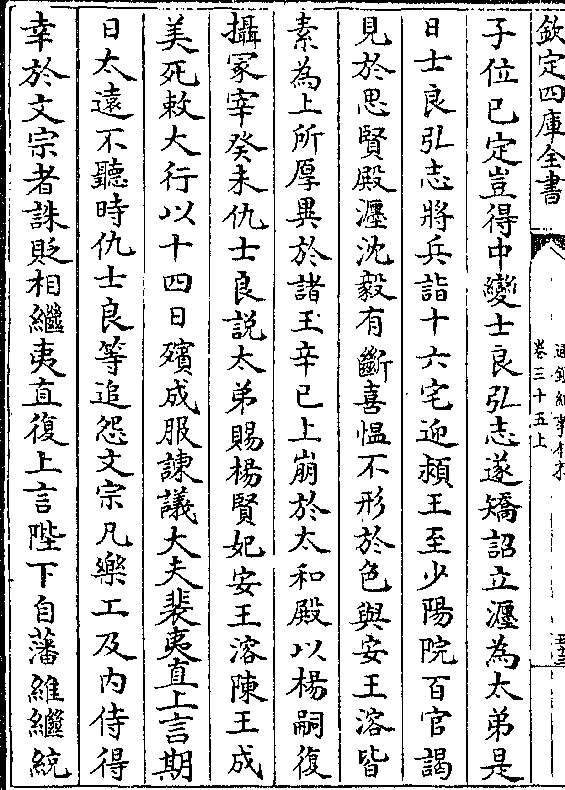 欽定四庫全書
通鑑紀事本末
卷三十五上
子位已定豈得中變士良弘志遂矯詔立瀍為太弟是
日士良弘志將兵詣十六宅迎潁王至少陽院百官謁
見於思賢殿瀍沈毅有斷喜愠不形於色與安王溶皆
素為上所厚異於諸王辛巳上崩於太和殿以楊嗣復
攝冡宰癸未仇士良説太弟賜楊賢妃安王溶陳王成
美死敕大行以十四日殯成服諫議大夫裴夷直上言期
日太遠不聽時仇士良等追怨文宗凡樂工及内侍得
幸於文宗者誅貶相繼夷直復上言陛下自藩維繼統